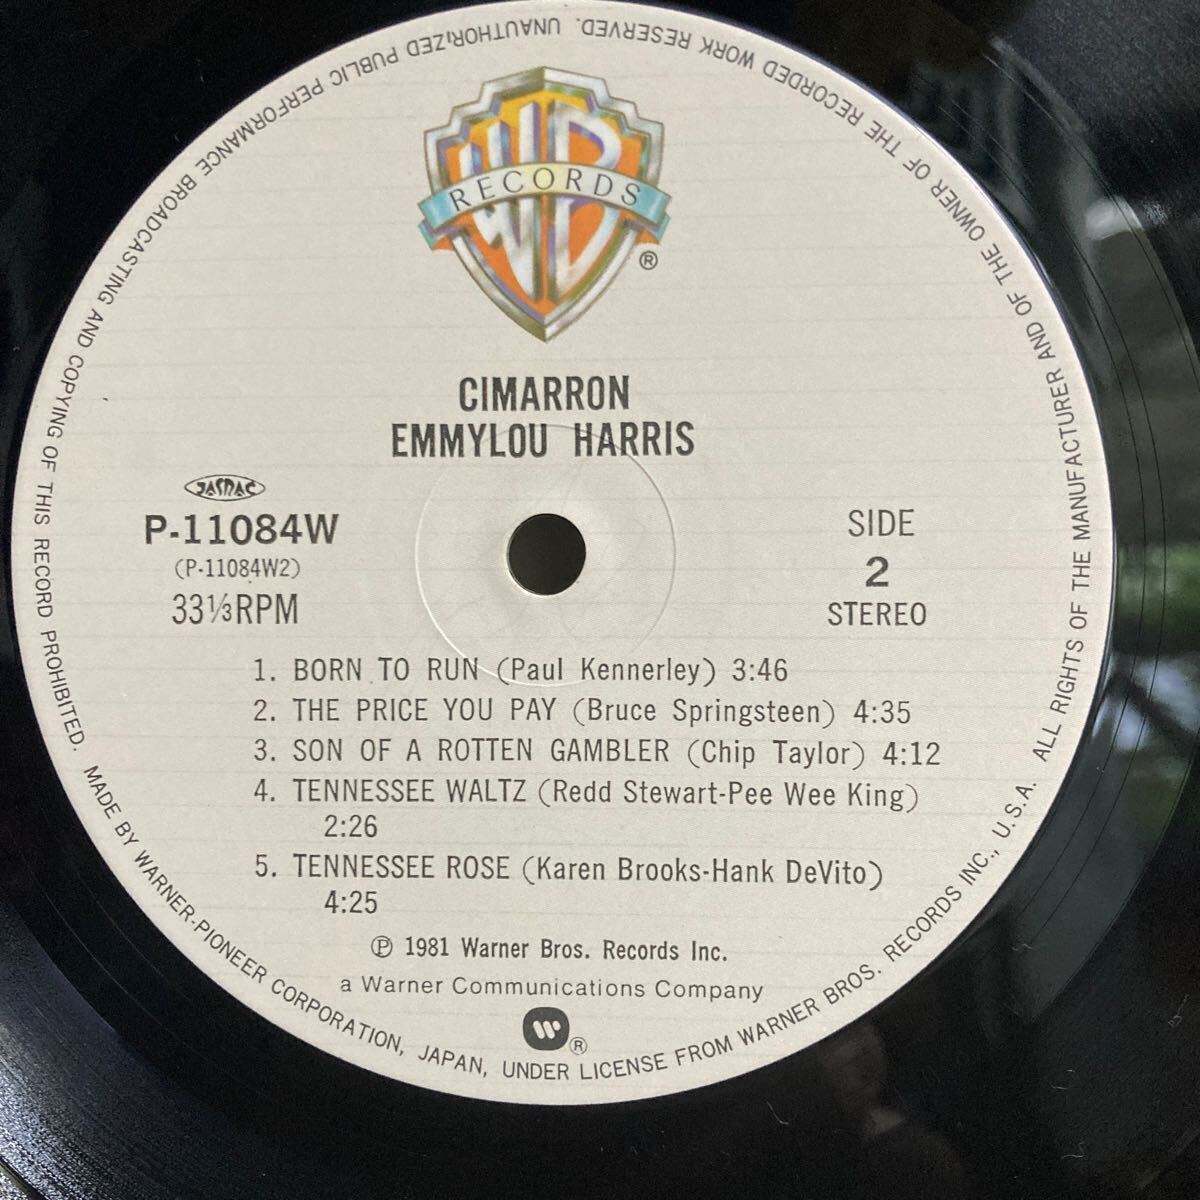 WB
RECORDS
®
CIMARRON
EMMYLOU HARRIS
JASRAC
P-11084W
(P-11084W2)
33⅓RPM
SIDE
2
STEREO
1. BORN TO RUN (Paul Kennerley) 3:46
2. THE PRICE YOU PAY (Bruce Springsteen) 4:35
3. SON OF A ROTTEN GAMBLER (Chip Taylor) 4:12
4. TENNESSEE WALTZ (Redd Stewart-Pee Wee King)
2:26
5. TENNESSEE ROSE (Karen Brooks-Hank DeVito)
4:25
Ⓟ 1981 Warner Bros. Records Inc.
a Warner Communications Company
®
ALL RIGHTS OF THE MANUFACTURER AND OF THE OWNER OF THE RECORDED WORK RESERVED. UNAUTHORIZED PUBLIC PERFORMANCE BROADCASTING AND COPYING OF THIS RECORD PROHIBITED. MADE BY WARNER-PIONEER CORPORATION, JAPAN, UNDER LICENSE FROM WARNER BROS. RECORDS INC., U.S.A.